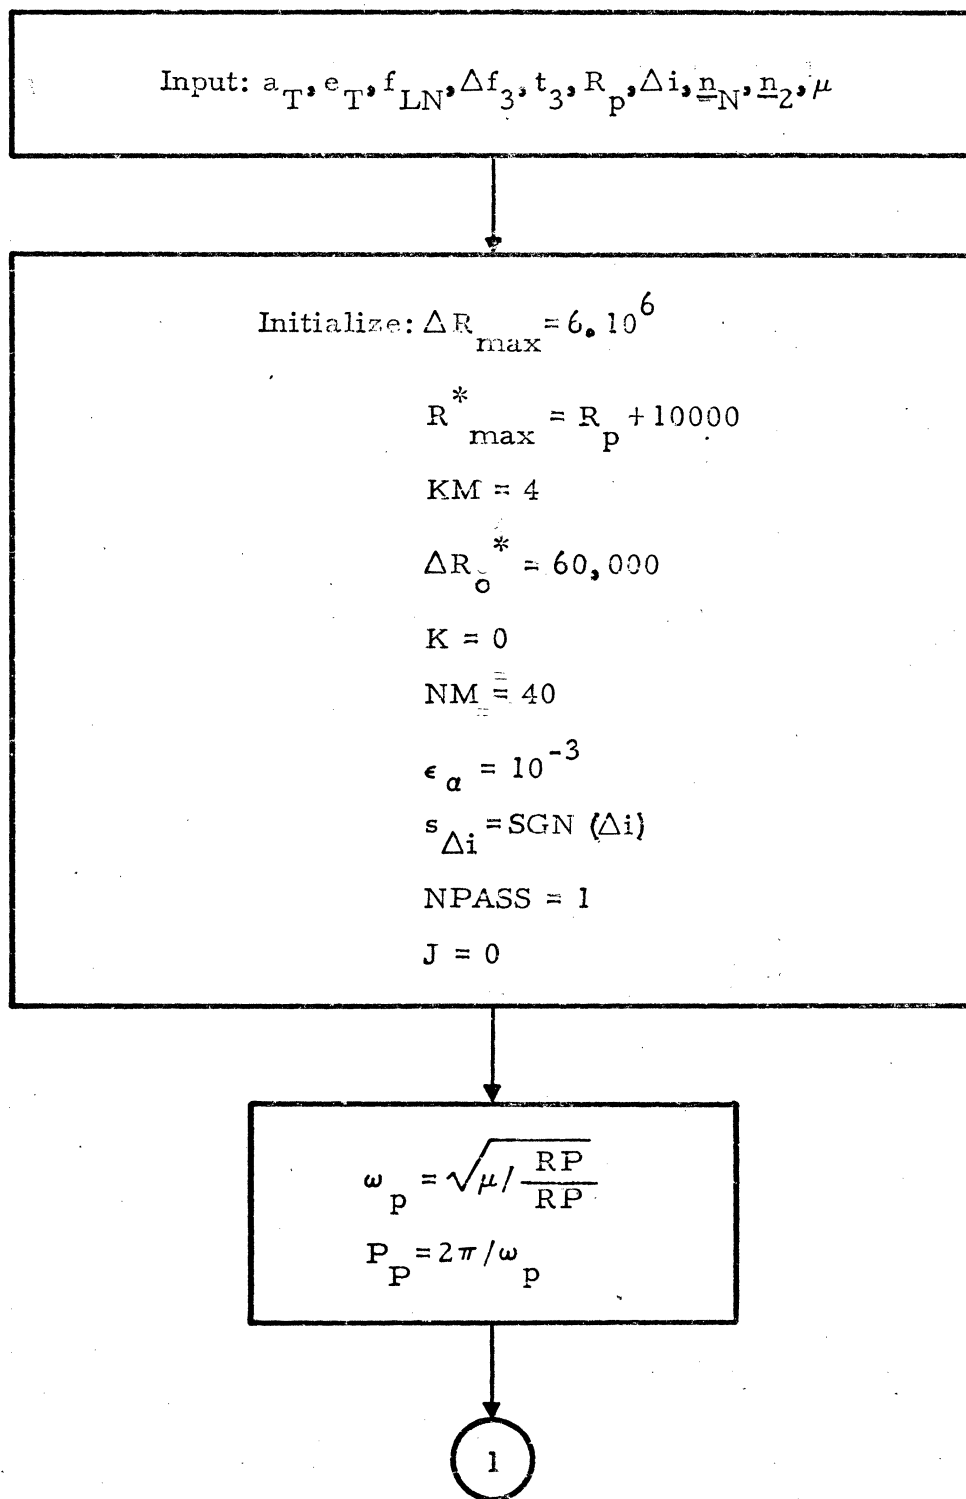 Input: a_T, e_T, f_LN, Δf_3, t_3, R_p, Δi, n_N, n_2, μ
Initialize: ΔR_max = 6. 10^6
R*_max = R_p + 10000
KM = 4
ΔR_o* = 60,000
K = 0
NM = 40
ϵ_α = 10^-3
s_Δi = SGN (Δi)
NPASS = 1
J = 0
ω_p = √μ / RP / RP
P_P = 2π/ω_p
1